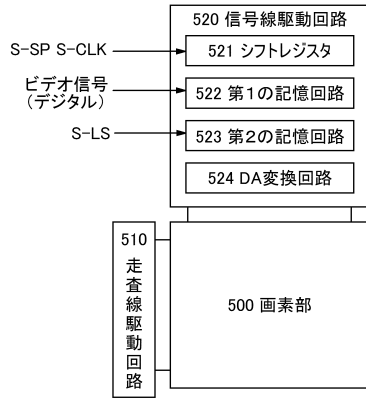 520 信号線駆動回路
S-SP S-CLK
521 シフトレジスタ
ビデオ信号
(デジタル)
522 第1の記憶回路
S-LS
523 第2の記憶回路
524 DA変換回路
510
走査線駆動回路
500 画素部